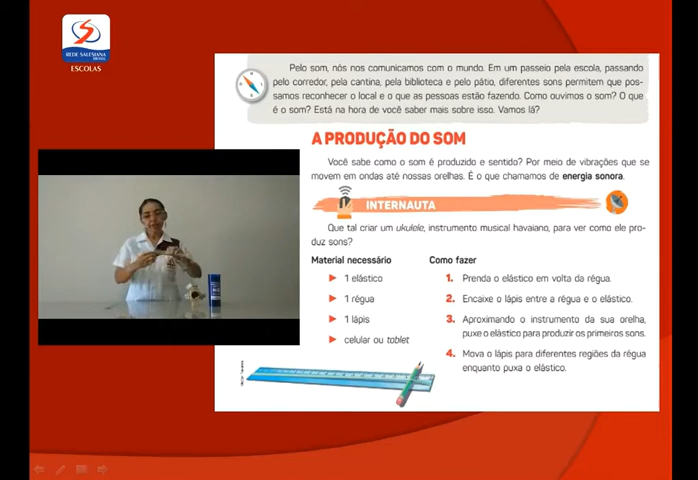 REDE SALESIANA
BRASIL
ESCOLAS
Pelo som, nós nos comunicamos com o mundo. Em um passeio pela escola, passando
pelo corredor, pela cantina, pela biblioteca e pelo pátio, diferentes sons permitem que pos-
samos reconhecer o local e o que as pessoas estão fazendo. Como ouvimos o som? O que
é o som? Está na hora de você saber mais sobre isso. Vamos lá?
A PRODUÇÃO DO SOM
Você sabe como o som é produzido e sentido? Por meio de vibrações que se
movem em ondas até nossas orelhas. É o que chamamos de energia sonora.
INTERNAUTA
Que tal criar um ukulele, instrumento musical havaiano, para ver como ele pro-
duz sons?
Material necessário
1 elástico
1 régua
1 lápis
celular ou tablet
Como fazer
1. Prenda o elástico em volta da régua.
2. Encaixe o lápis entre a régua e o elástico.
3. Aproximando o instrumento da sua orelha,
puxe o elástico para produzir os primeiros sons.
4. Mova o lápis para diferentes regiões da régua
enquanto puxa o elástico.